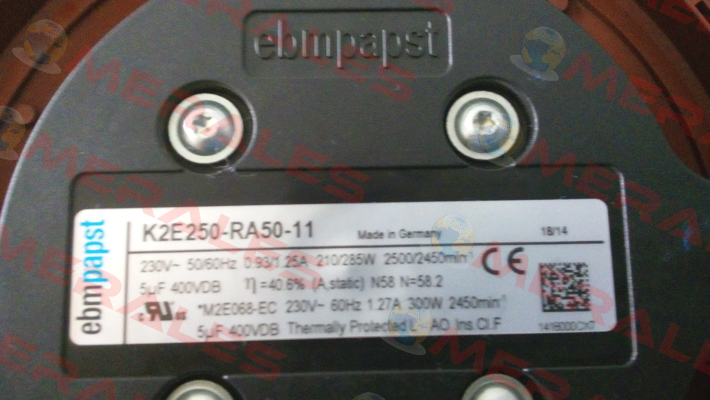 ebmpapst
K2E250-RA50-11 Made in Germany 18/14
230V~ 50/60Hz 0.93/1.25A 210/285W 2500/2450min⁻¹ CE
5µF 400VDB η=40.6% (A,static) N58 N=58.2
*M2E068-EC 230V~ 60Hz 1.27A 300W 2450min⁻¹
5µF 400VDB Thermally Protected L- AO Ins.Cl.F
ebmpapst
MERALES